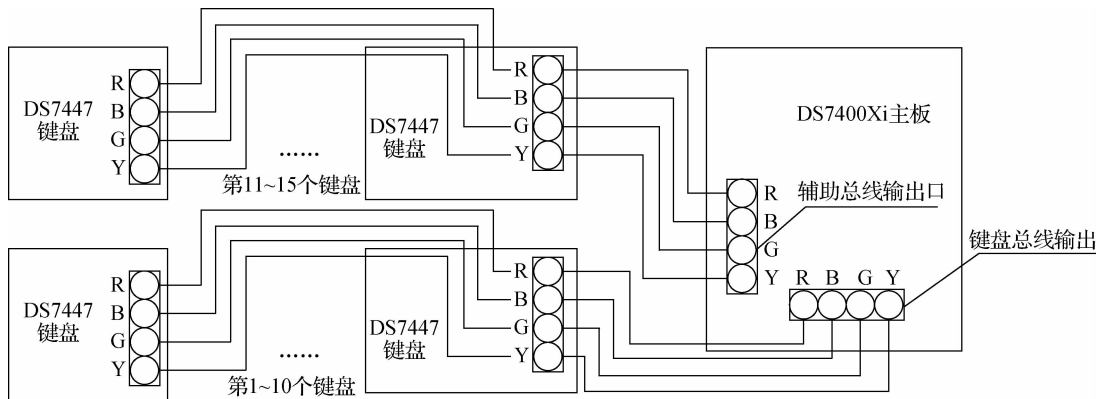 DS7447
键盘
R
B
G
Y
……
第11~15个键盘
DS7447
键盘
R
B
G
Y
DS7400Xi主板
R
B
G
Y
辅助总线输出口
键盘总线输出
R B G Y
DS7447
键盘
R
B
G
Y
……
第1~10个键盘
DS7447
键盘
R
B
G
Y